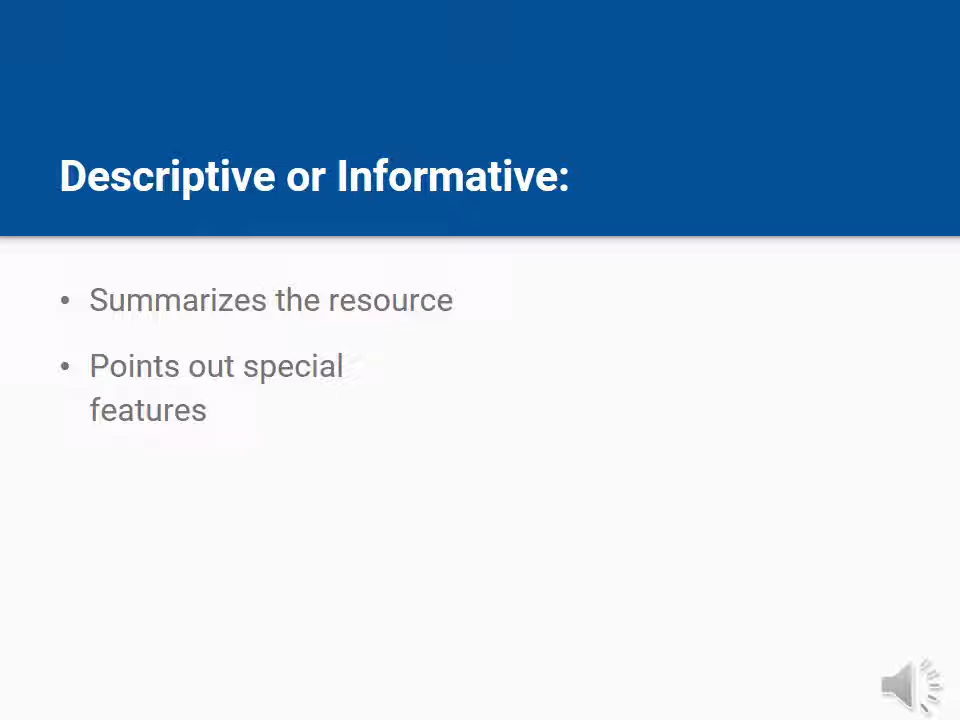 Descriptive or Informative:
• Summarizes the resource
• Points out special
features